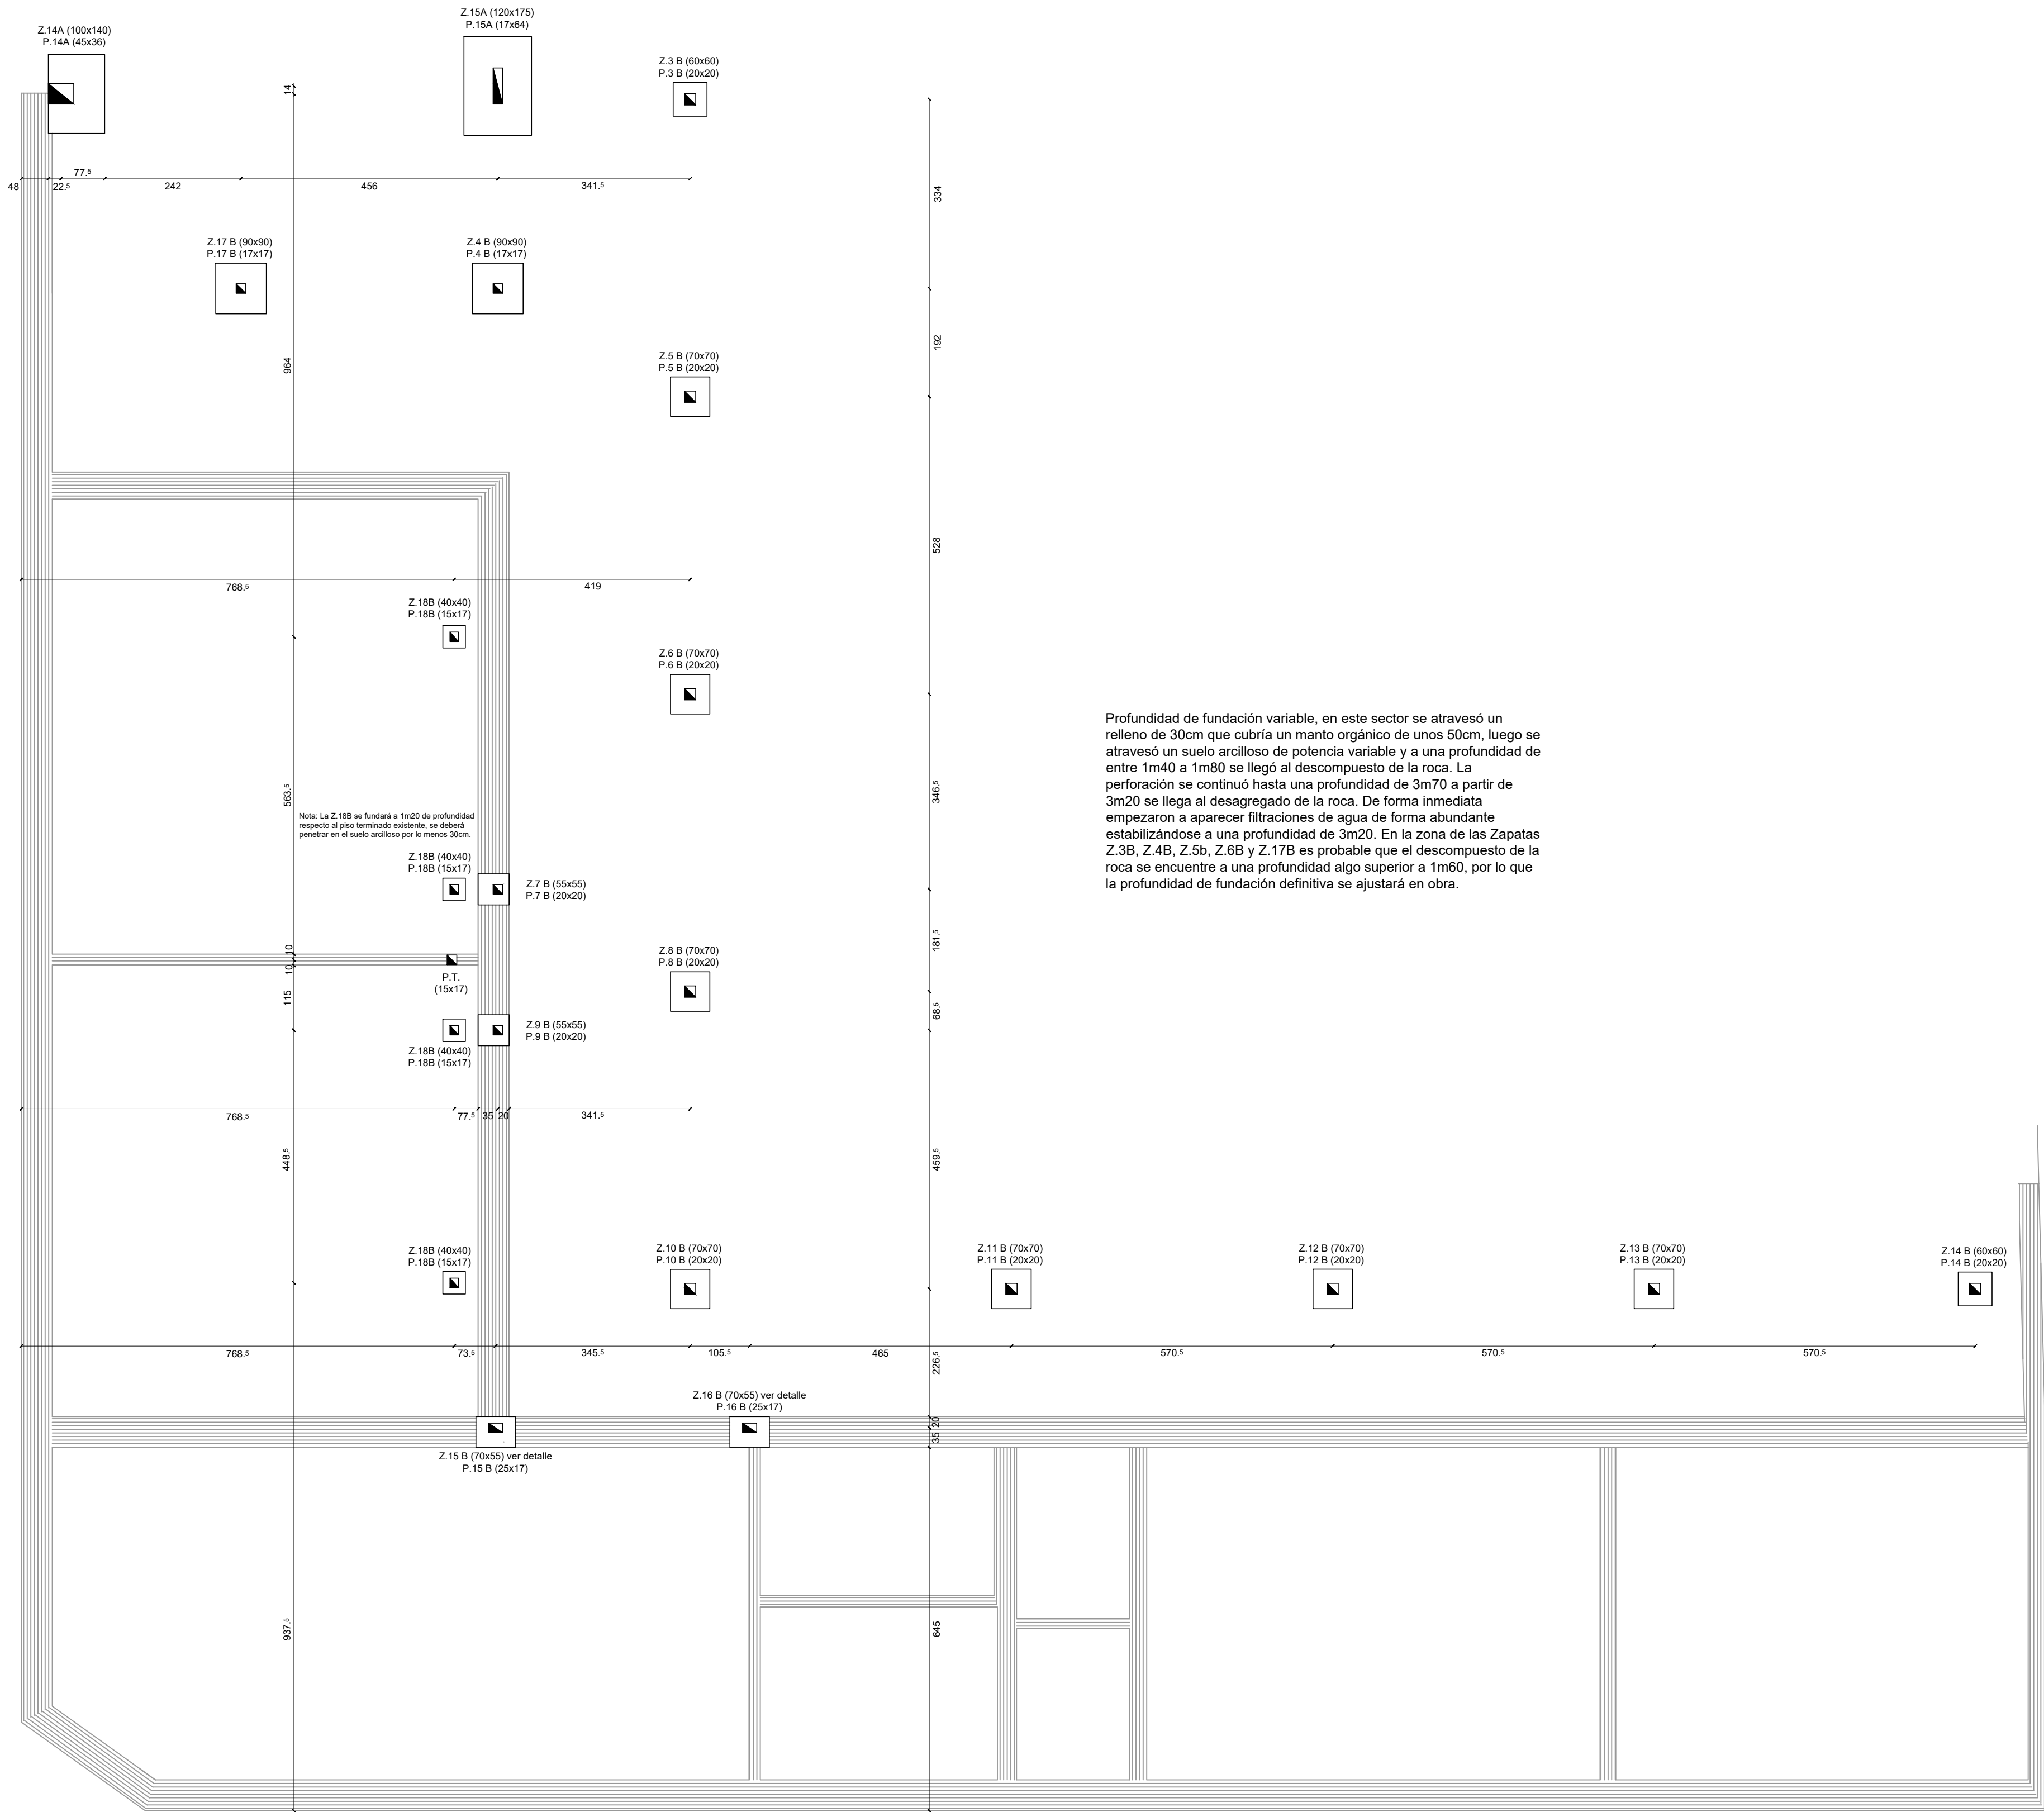 Z.15A (120x175)
P.15A (17x64)
Z.14A (100x140)
P.14A (45x36)
Z.3 B (60x60)
P.3 B (20x20)
14
48
22.5
77.5
242
456
341.5
334
Z.17 B (90x90)
P.17 B (17x17)
Z.4 B (90x90)
P.4 B (17x17)
192
964
Z.5 B (70x70)
P.5 B (20x20)
528
768.5
419
Z.18B (40x40)
P.18B (15x17)
Z.6 B (70x70)
P.6 B (20x20)
Profundidad de fundación variable, en este sector se atravesó un
relleno de 30cm que cubría un manto orgánico de unos 50cm, luego se
atravesó un suelo arcilloso de potencia variable y a una profundidad de
entre 1m40 a 1m80 se llegó al descompuesto de la roca. La
perforación se continuó hasta una profundidad de 3m70 a partir de
3m20 se llega al desagregado de la roca. De forma inmediata
empezaron a aparecer filtraciones de agua de forma abundante
estabilizándose a una profundidad de 3m20. En la zona de las Zapatas
Z.3B, Z.4B, Z.5b, Z.6B y Z.17B es probable que el descompuesto de la
roca se encuentre a una profundidad algo superior a 1m60, por lo que
la profundidad de fundación definitiva se ajustará en obra.
563.5
346.5
Nota: La Z.18B se fundará a 1m20 de profundidad
respecto al piso terminado existente, se deberá
penetrar en el suelo arcilloso por lo menos 30cm.
Z.18B (40x40)
P.18B (15x17)
Z.7 B (55x55)
P.7 B (20x20)
181.5
10
10
P.T.
(15x17)
Z.8 B (70x70)
P.8 B (20x20)
115
68.5
Z.9 B (55x55)
P.9 B (20x20)
Z.18B (40x40)
P.18B (15x17)
768.5
77.5
35
20
341.5
448.5
459.5
Z.18B (40x40)
P.18B (15x17)
Z.10 B (70x70)
P.10 B (20x20)
Z.11 B (70x70)
P.11 B (20x20)
Z.12 B (70x70)
P.12 B (20x20)
Z.13 B (70x70)
P.13 B (20x20)
Z.14 B (60x60)
P.14 B (20x20)
768.5
73.5
345.5
105.5
465
570.5
570.5
570.5
226.5
Z.16 B (70x55) ver detalle
P.16 B (25x17)
20
35
Z.15 B (70x55) ver detalle
P.15 B (25x17)
937.5
645